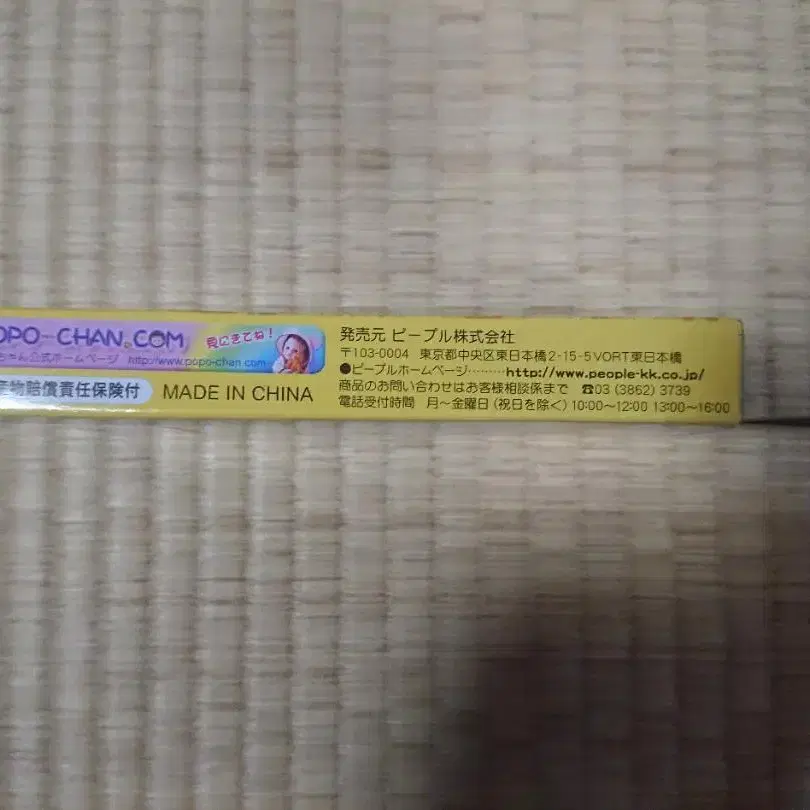 OPO-CHAN.COM 見にきてね!
ちゃん公式ホームページ http://www.popo-chan.com
物賠償責任保険付 MADE IN CHINA
発売元 ピープル株式会社
〒103-0004 東京都中央区東日本橋2-15-5VORT東日本橋
●ピープルホームページ………http://www.people-kk.co.jp/
商品のお問い合わせはお客様相談係まで ☎03 (3862) 3739
電話受付時間 月～金曜日(祝日を除く)10:00～12:00 13:00～16:00